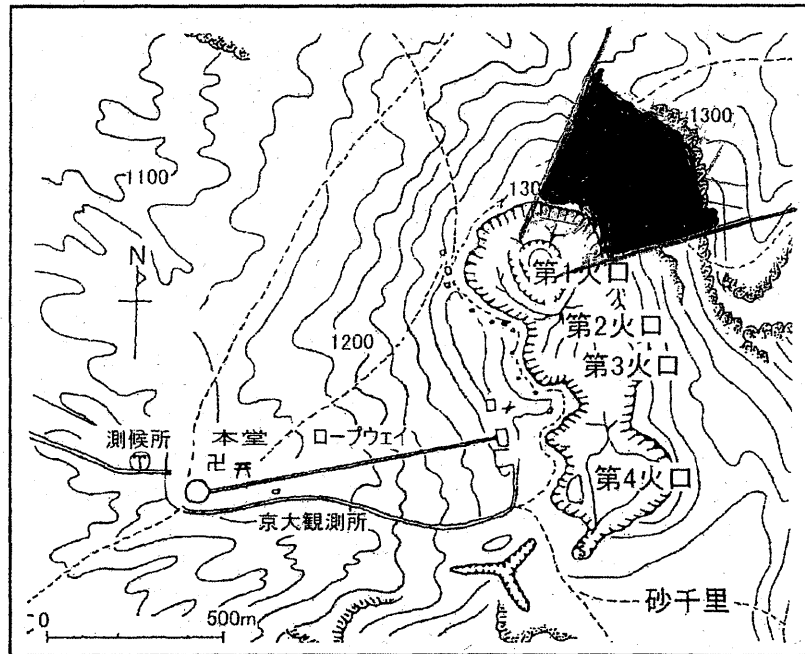 1300
1100
130
N
第1火口
第2火口
1200
第3火口
測候所 本堂 ロープウェイ
第4火口
京大観測所
砂千里
0 500m